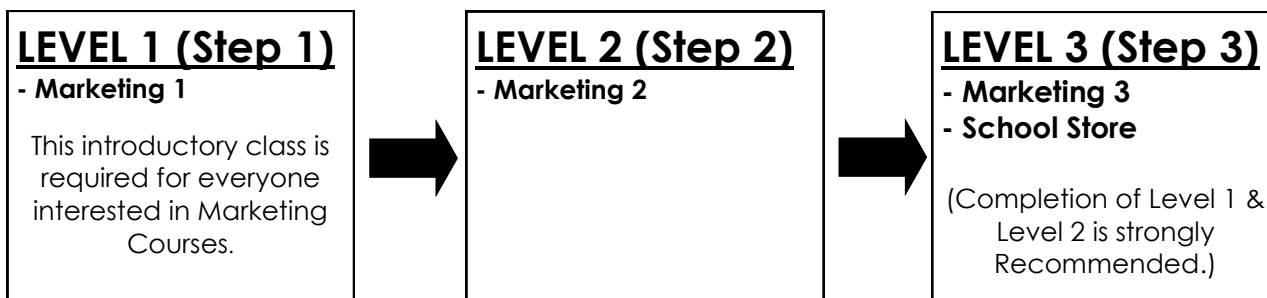 LEVEL 1 (Step 1)
- Marketing 1
This introductory class is
required for everyone
interested in Marketing
Courses.
LEVEL 2 (Step 2)
- Marketing 2
LEVEL 3 (Step 3)
- Marketing 3
- School Store
(Completion of Level 1 &
Level 2 is strongly
Recommended.)